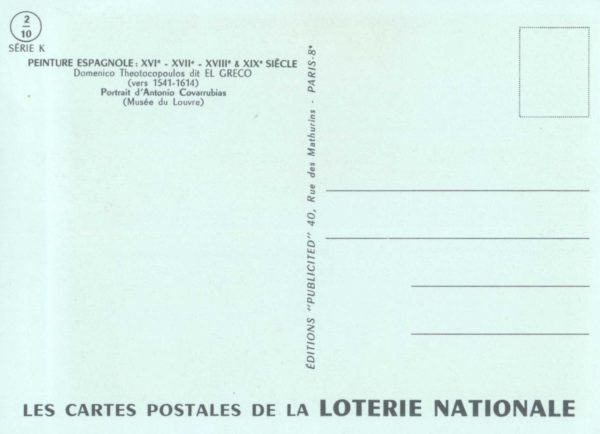 2
10
SÉRIE K
PEINTURE ESPAGNOLE : XVIᵉ - XVIIᵉ - XVIIIᵉ & XIXᵉ SIÈCLE
Domenico Theotocopoulos dit EL GRECO
(vers 1541-1614)
Portrait d'Antonio Covarrubias
(Musée du Louvre)
ÉDITIONS "PUBLICITED" 40, Rue des Mathurins - PARIS-8ᵉ
LES CARTES POSTALES DE LA LOTERIE NATIONALE